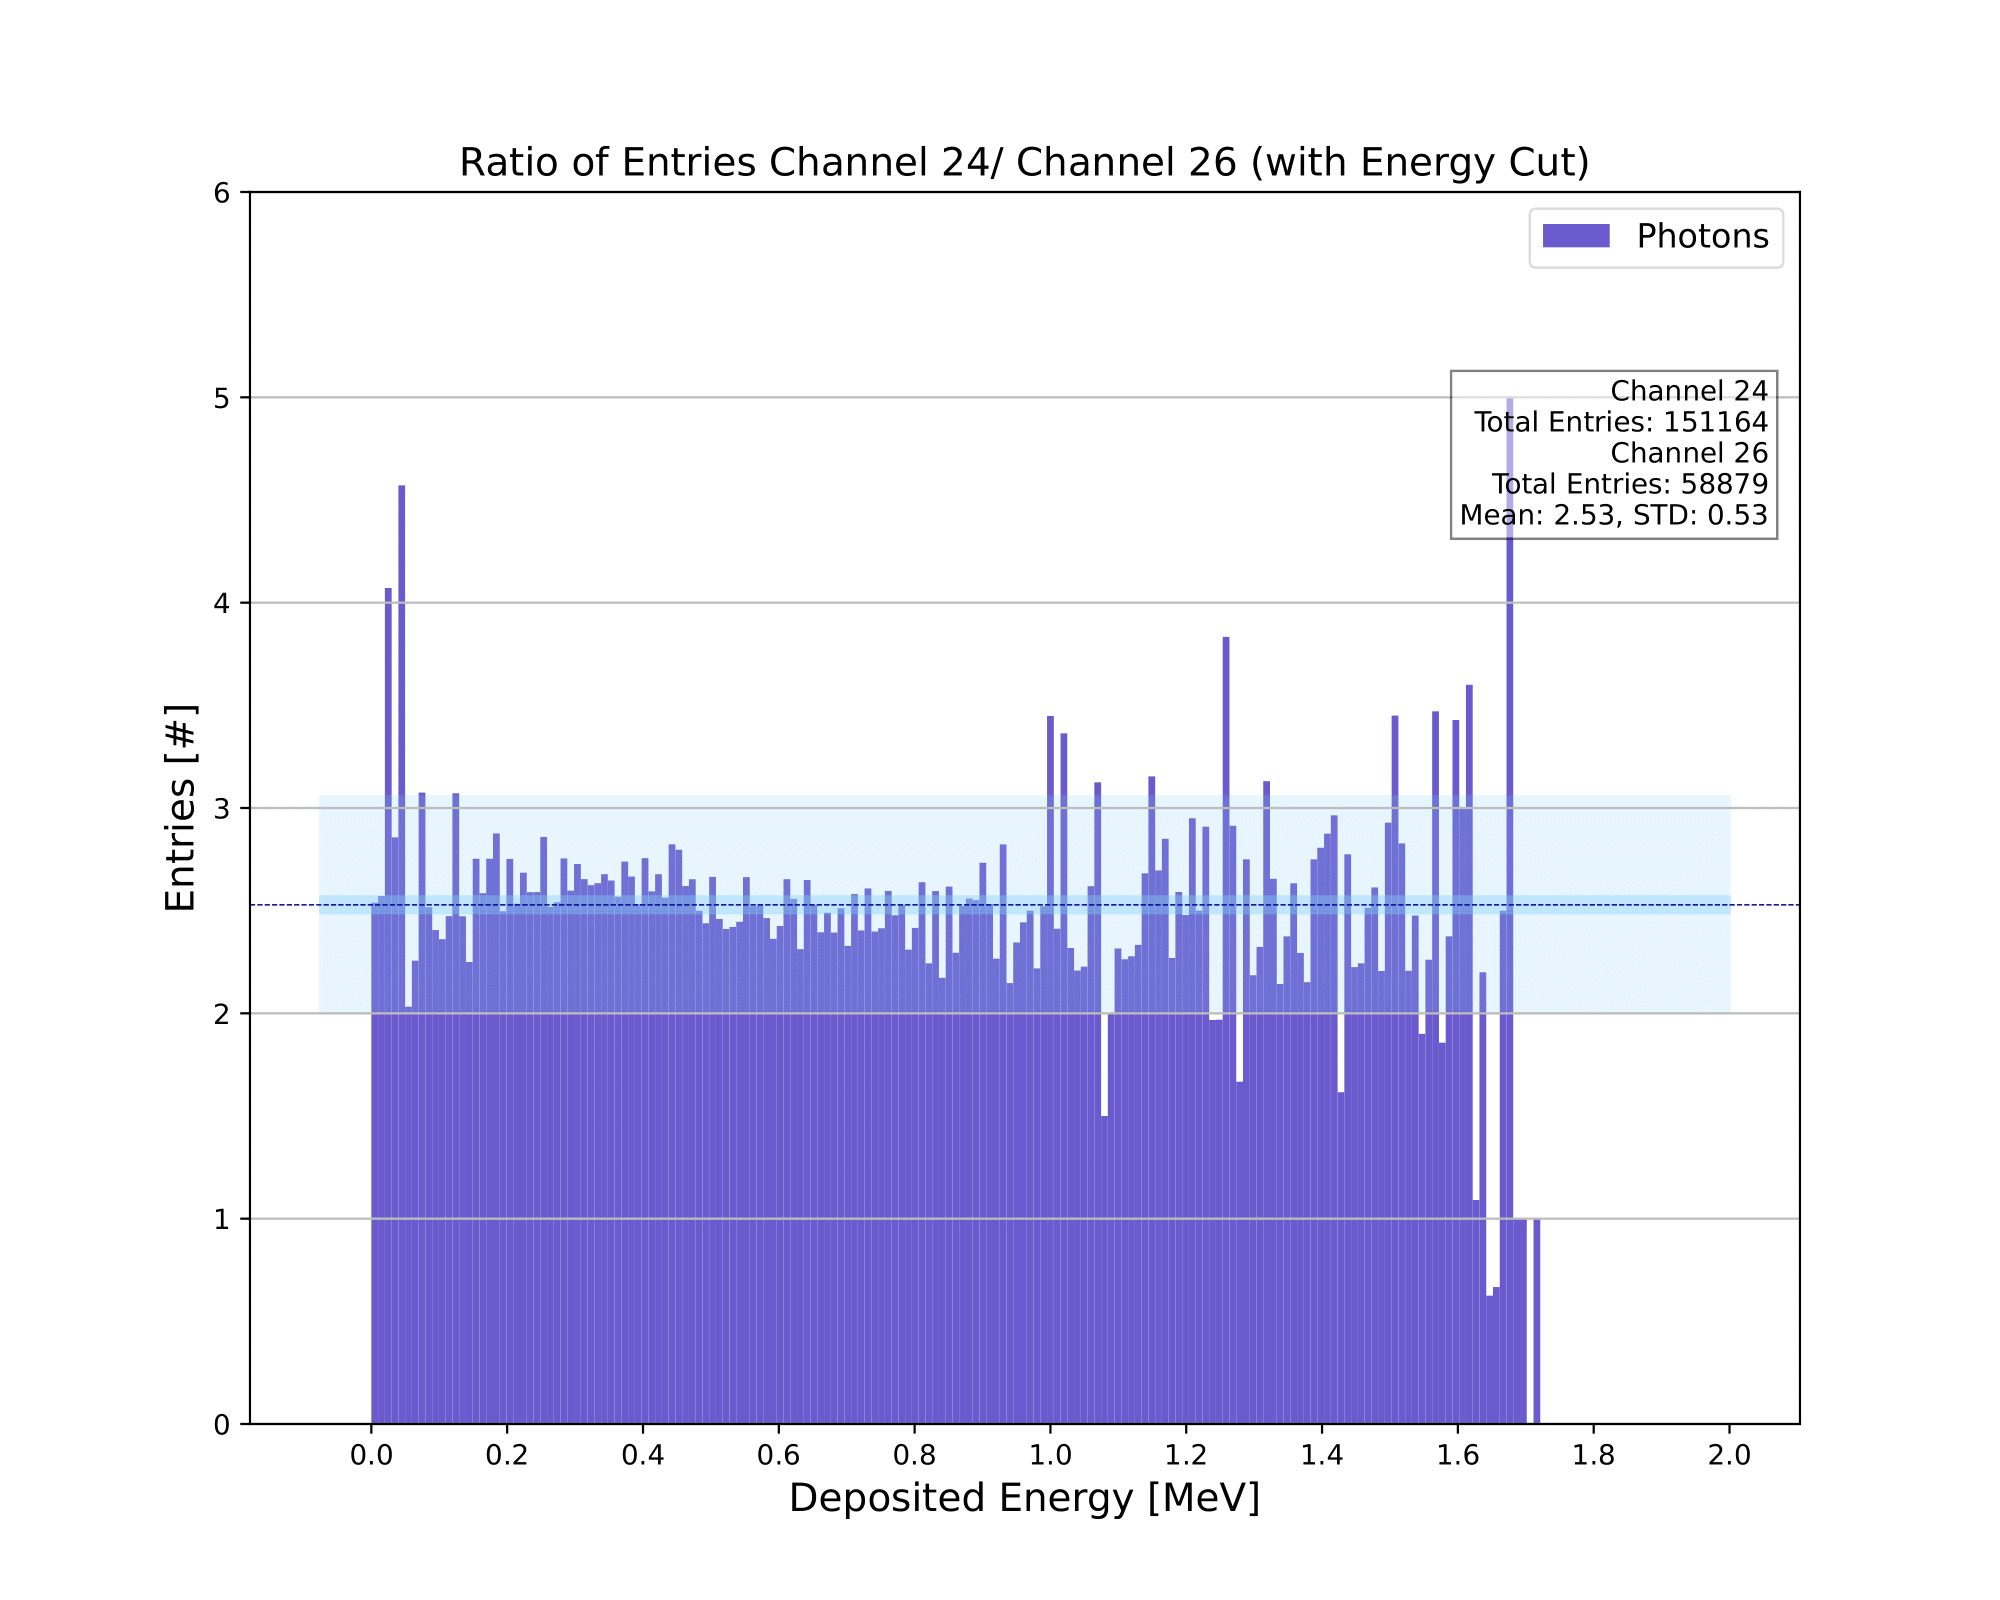 Ratio of Entries Channel 24/ Channel 26 (with Energy Cut)
Photons
Channel 24
Total Entries: 151164
Channel 26
Total Entries: 58879
Mean: 2.53, STD: 0.53
Entries [#]
6
5
4
3
2
1
0
0.0 0.2 0.4 0.6 0.8 1.0 1.2 1.4 1.6 1.8 2.0
Deposited Energy [MeV]